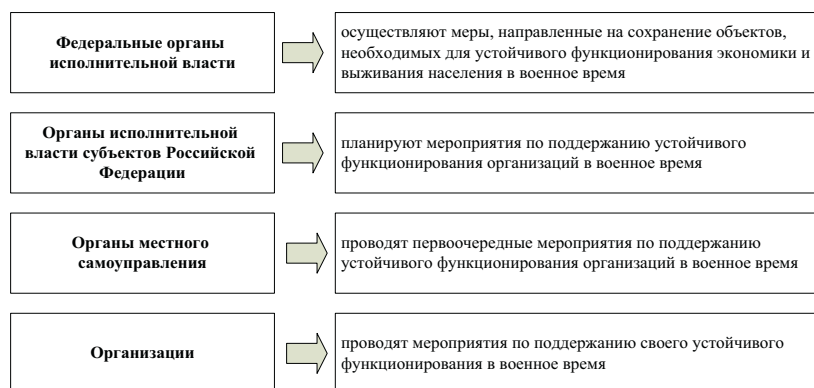 Федеральные органы
исполнительной власти
осуществляют меры, направленные на сохранение объектов,
необходимых для устойчивого функционирования экономики и
выживания населения в военное время
Органы исполнительной
власти субъектов Российской
Федерации
планируют мероприятия по поддержанию устойчивого
функционирования организаций в военное время
Органы местного
самоуправления
проводят первоочередные мероприятия по поддержанию
устойчивого функционирования организаций в военное время
Организации
проводят мероприятия по поддержанию своего устойчивого
функционирования в военное время